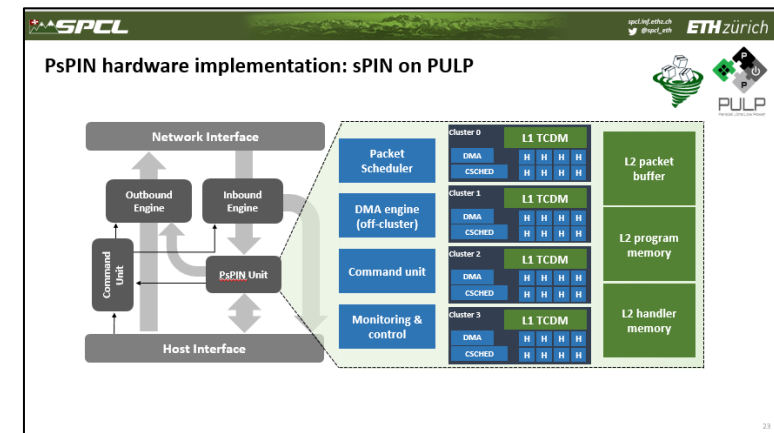 SPCL
spcl.inf.ethz.ch
@spcl_eth
ETHzürich
PsPIN hardware implementation: sPIN on PULP
PULP
Network Interface
Outbound
Engine
Inbound
Engine
Command
Unit
PsPIN Unit
Host Interface
Packet
Scheduler
DMA engine
(off-cluster)
Command unit
Monitoring &
control
Cluster 0
L1 TCDM
DMA
H H H H
CSCHED
H H H H
Cluster 1
L1 TCDM
DMA
H H H H
CSCHED
H H H H
Cluster 2
L1 TCDM
DMA
H H H H
CSCHED
H H H H
Cluster 3
L1 TCDM
DMA
H H H H
CSCHED
H H H H
L2 packet
buffer
L2 program
memory
L2 handler
memory
23